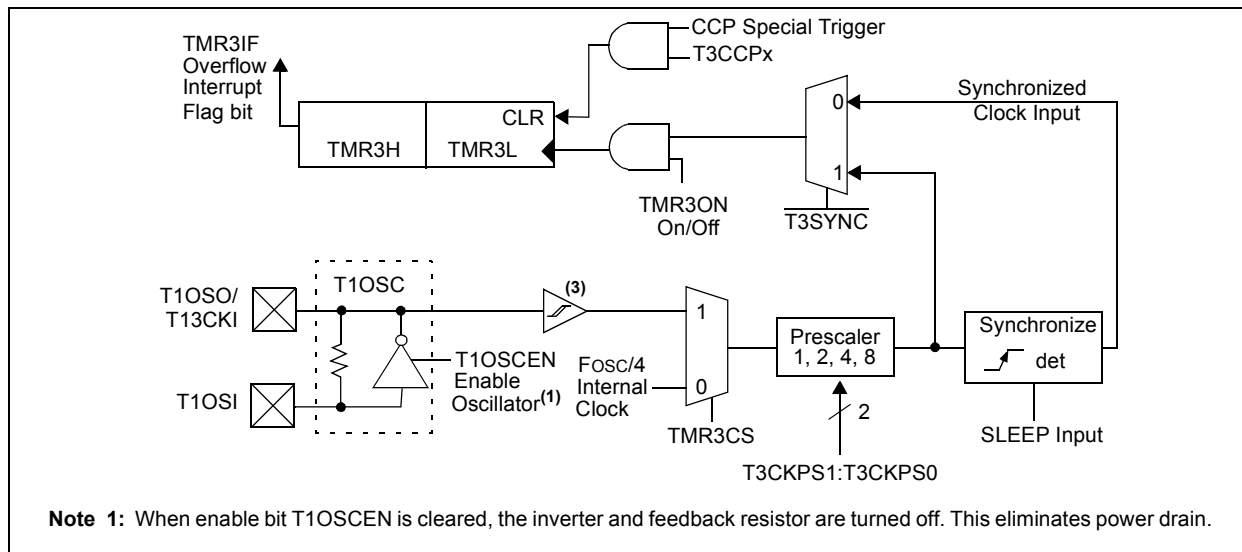 CCP Special Trigger
T3CCPx
TMR3IF
Overflow
Interrupt
Flag bit
CLR
TMR3H
TMR3L
TMR3ON
On/Off
0
1
T3SYNC
Synchronized
Clock Input
T1OSC
T1OSO/
T13CKI
T1OSI
T1OSCEN
Enable
Oscillator(1)
(3)
FOSC/4
Internal
Clock
1
0
TMR3CS
Prescaler
1, 2, 4, 8
2
T3CKPS1:T3CKPS0
Synchronize
det
SLEEP Input
Note 1: When enable bit T1OSCEN is cleared, the inverter and feedback resistor are turned off. This eliminates power drain.